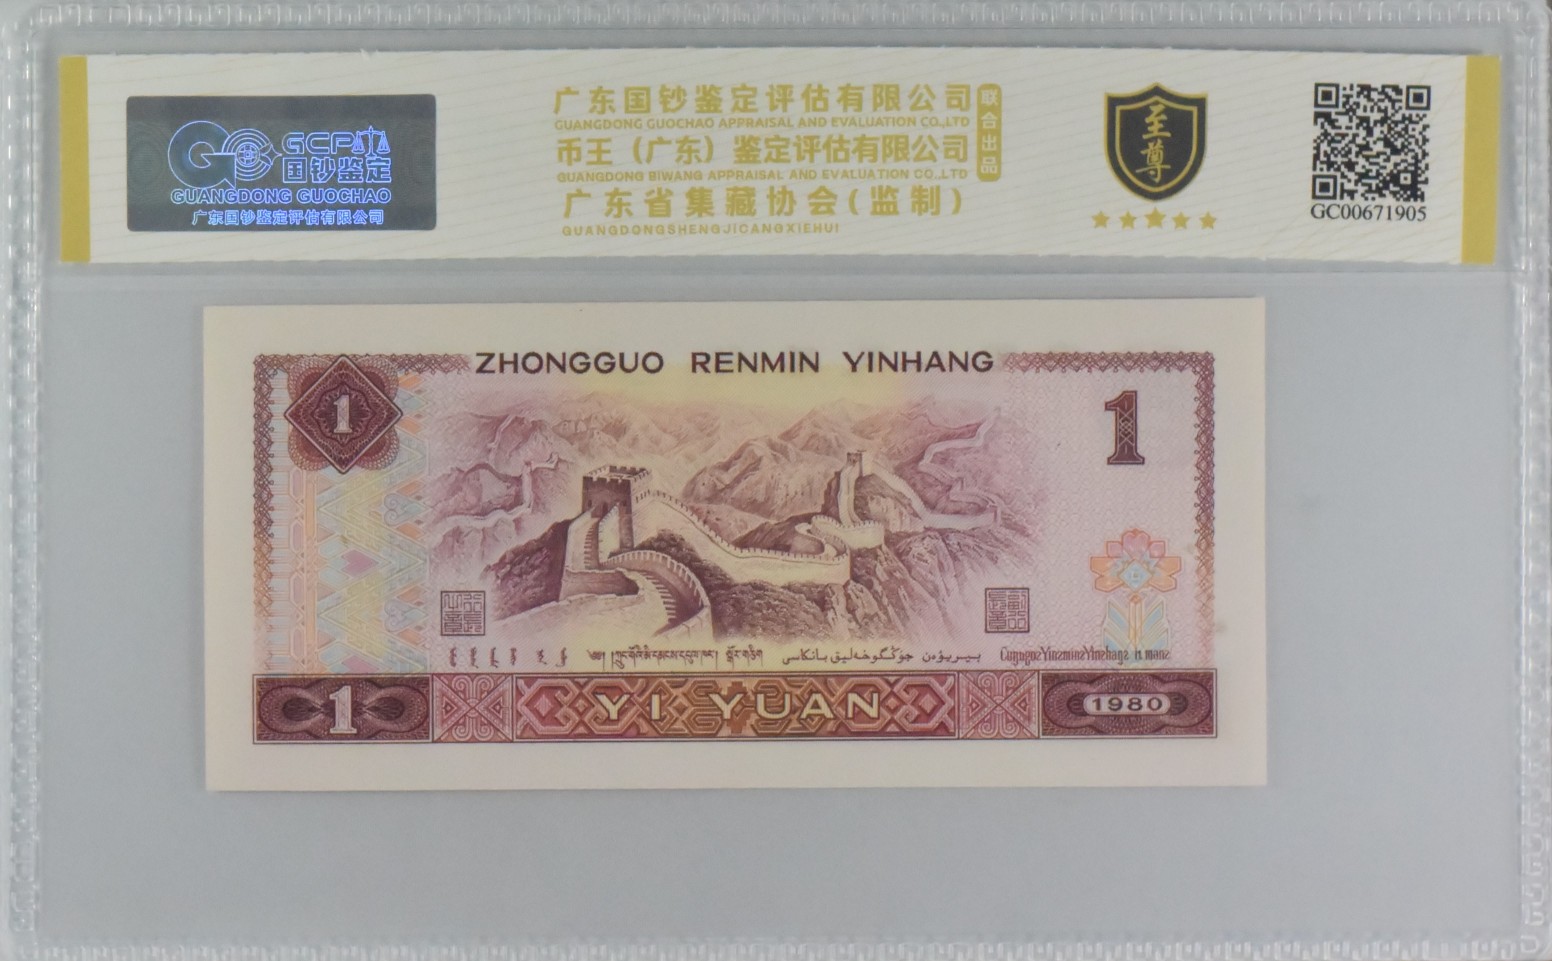 GCP
国钞鉴定
GUANGDONG GUOCHAO
广东国钞鉴定评估有限公司
广东国钞鉴定评估有限公司
GUANGDONG GUOCHAO APPRAISAL AND EVALUATION CO.,LTD
币王（广东）鉴定评估有限公司
GUANGDONG BIWANG APPRAISAL AND EVALUATION CO.,LTD
广东省集藏协会(监制)
GUANGDONGSHENGJICANGXIEHUI
联合出品
至尊
GC00671905
ZHONGGUO RENMIN YINHANG
1
1
1
YI YUAN
1980